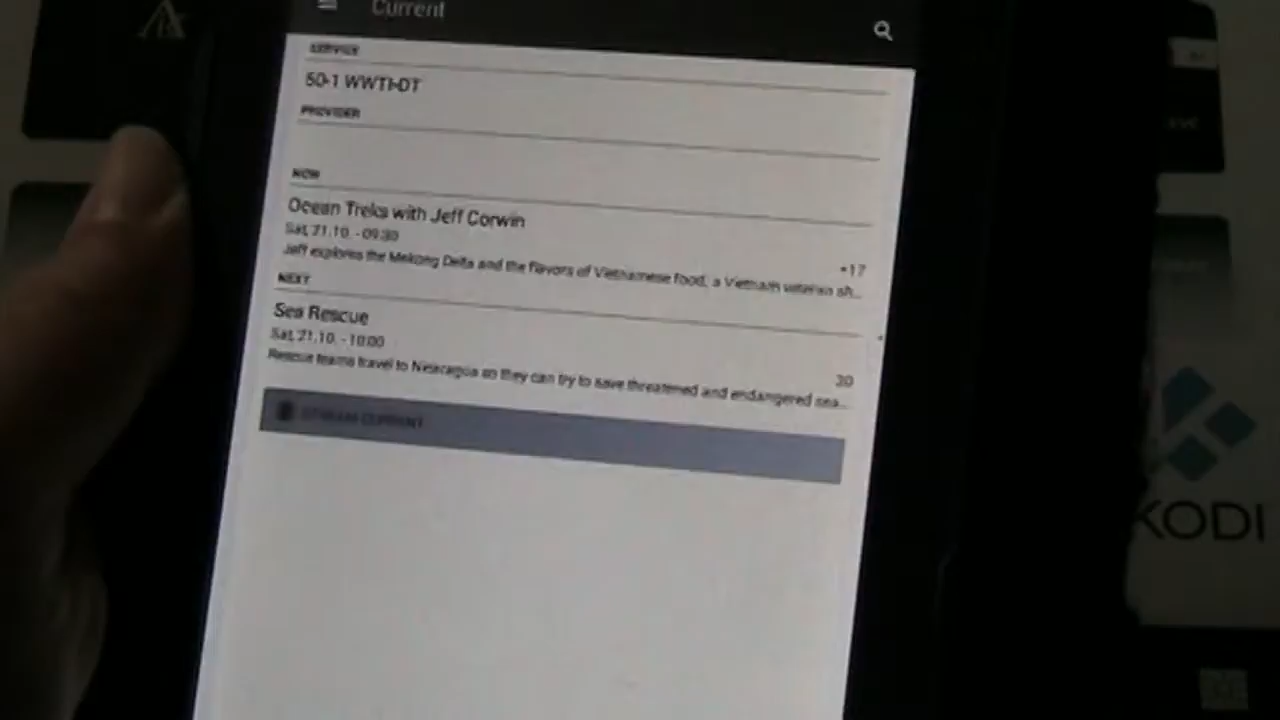 Current
SERVICE
50-1 WWTI-DT
PROVIDER
NOW
Ocean Treks with Jeff Corwin
Sat, 21.10. - 09:30
+17
Jeff explores the Mekong Delta and the flavors of Vietnamese food, a Vietnam veteran sh...
NEXT
Sea Rescue
Sat, 21.10. - 10:00
30
Rescue teams travel to Nicaragua so they can try to save threatened and endangered sea...
STREAM CURRENT
KODI